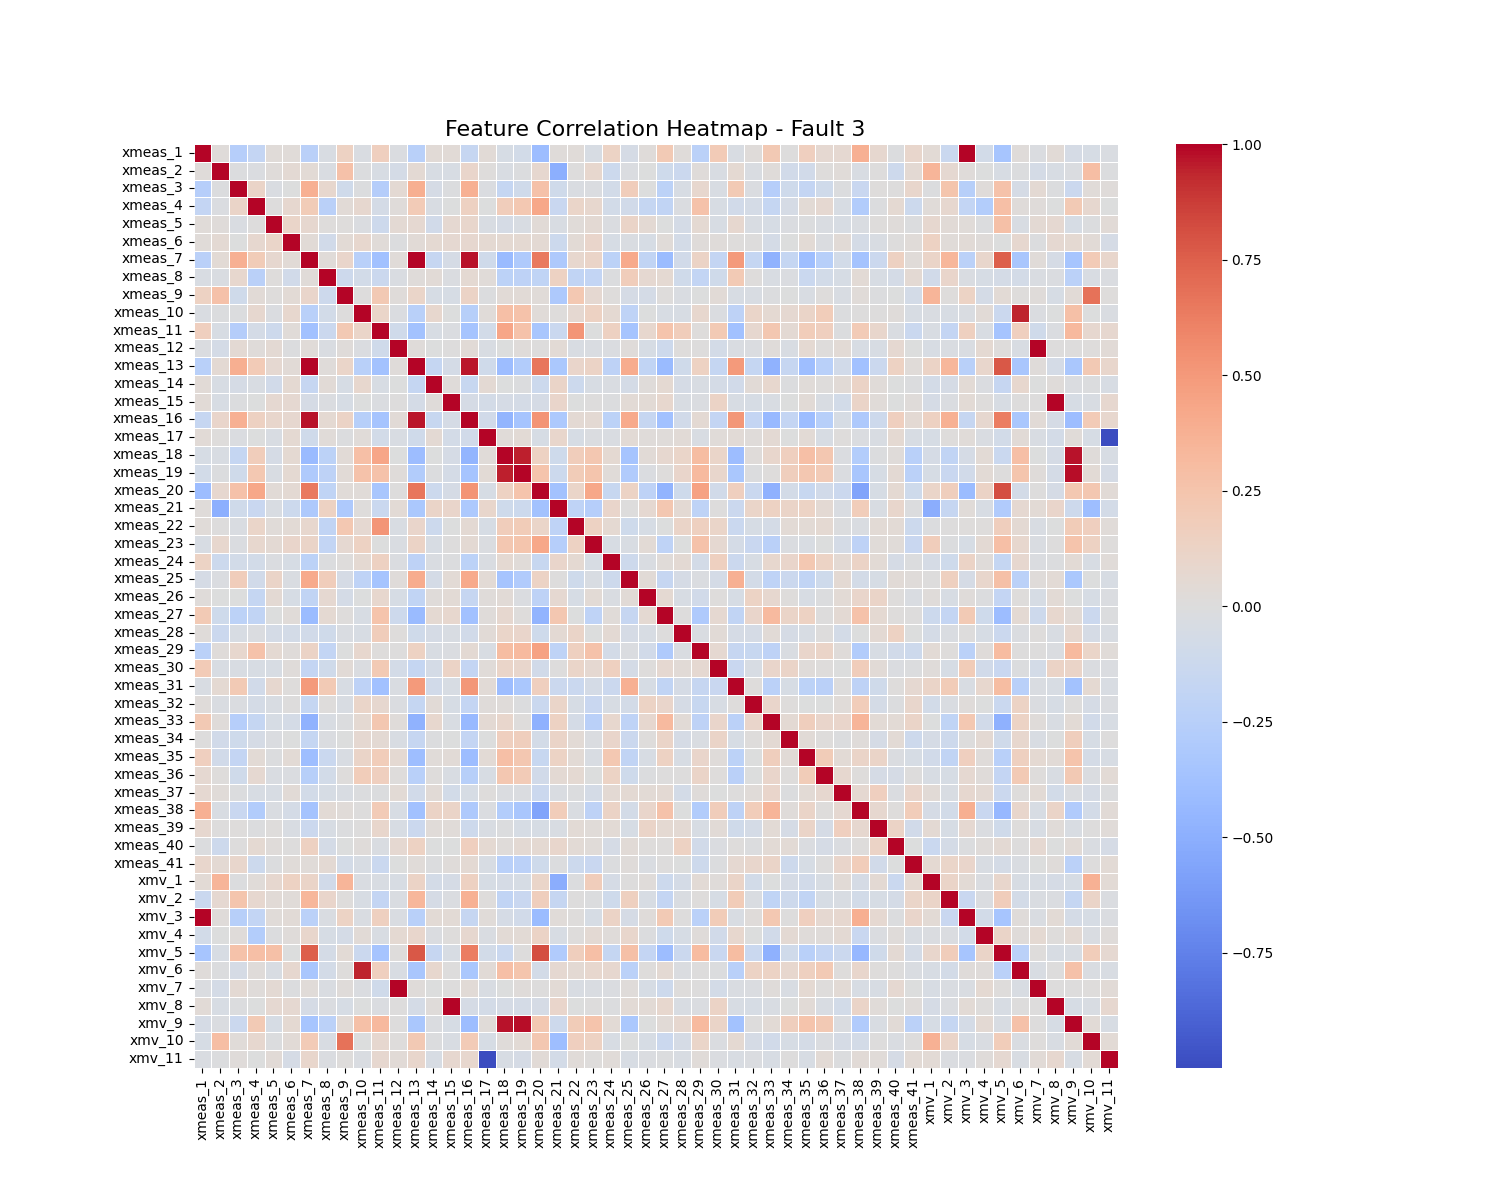 Feature Correlation Heatmap - Fault 3
xmeas_1
xmeas_2
xmeas_3
xmeas_4
xmeas_5
xmeas_6
xmeas_7
xmeas_8
xmeas_9
xmeas_10
xmeas_11
xmeas_12
xmeas_13
xmeas_14
xmeas_15
xmeas_16
xmeas_17
xmeas_18
xmeas_19
xmeas_20
xmeas_21
xmeas_22
xmeas_23
xmeas_24
xmeas_25
xmeas_26
xmeas_27
xmeas_28
xmeas_29
xmeas_30
xmeas_31
xmeas_32
xmeas_33
xmeas_34
xmeas_35
xmeas_36
xmeas_37
xmeas_38
xmeas_39
xmeas_40
xmeas_41
xmv_1
xmv_2
xmv_3
xmv_4
xmv_5
xmv_6
xmv_7
xmv_8
xmv_9
xmv_10
xmv_11
xmeas_1
xmeas_2
xmeas_3
xmeas_4
xmeas_5
xmeas_6
xmeas_7
xmeas_8
xmeas_9
xmeas_10
xmeas_11
xmeas_12
xmeas_13
xmeas_14
xmeas_15
xmeas_16
xmeas_17
xmeas_18
xmeas_19
xmeas_20
xmeas_21
xmeas_22
xmeas_23
xmeas_24
xmeas_25
xmeas_26
xmeas_27
xmeas_28
xmeas_29
xmeas_30
xmeas_31
xmeas_32
xmeas_33
xmeas_34
xmeas_35
xmeas_36
xmeas_37
xmeas_38
xmeas_39
xmeas_40
xmeas_41
xmv_1
xmv_2
xmv_3
xmv_4
xmv_5
xmv_6
xmv_7
xmv_8
xmv_9
xmv_10
xmv_11
1.00
0.75
0.50
0.25
0.00
−0.25
−0.50
−0.75